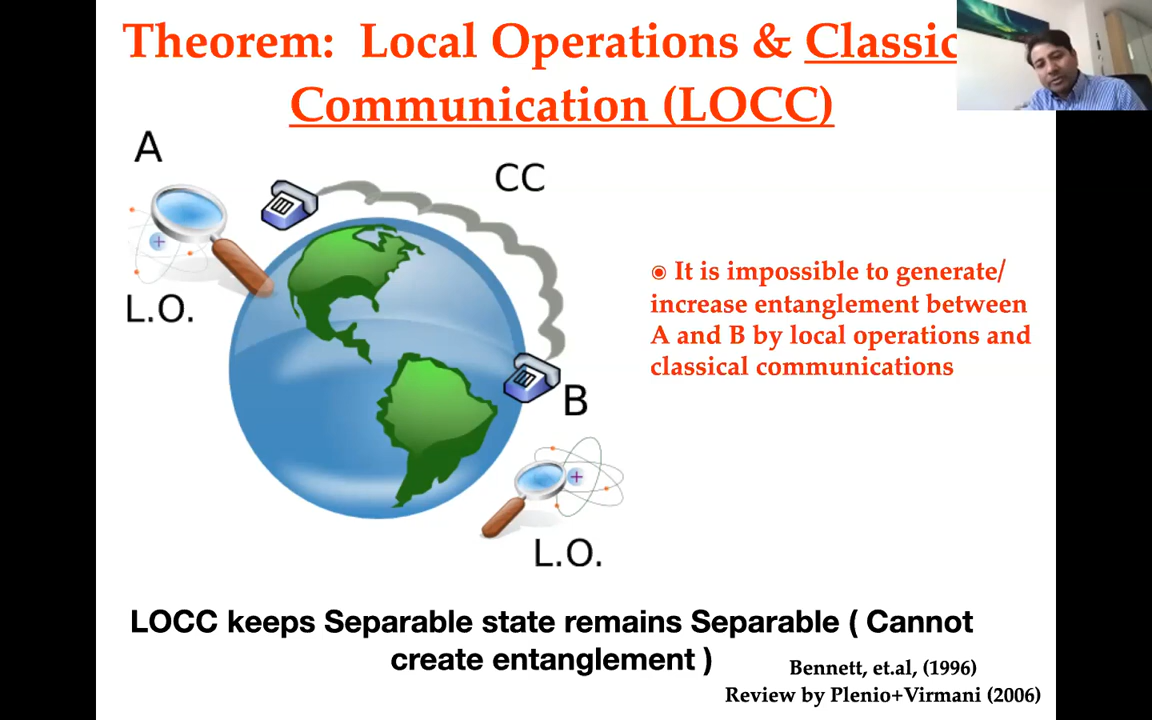 Theorem: Local Operations & Classic
Communication (LOCC)
A
CC
L.O.
◉ It is impossible to generate/
increase entanglement between
A and B by local operations and
classical communications
B
L.O.
LOCC keeps Separable state remains Separable ( Cannot
create entanglement )
Bennett, et.al, (1996)
Review by Plenio+Virmani (2006)